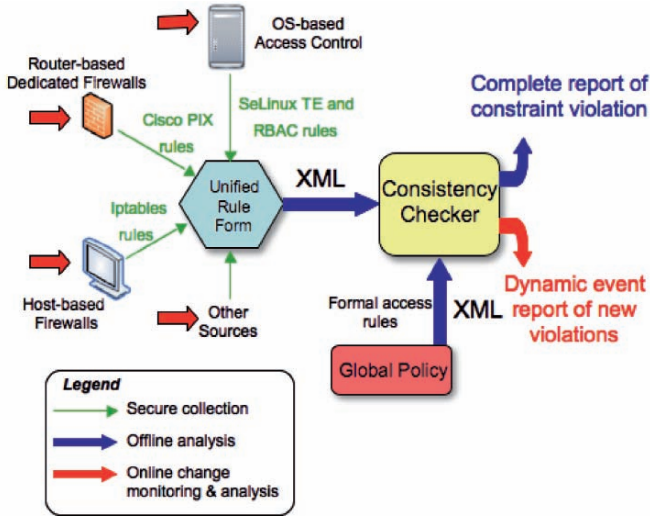 OS-based
Access Control
Router-based
Dedicated Firewalls
Cisco PIX
rules
SeLinux TE and
RBAC rules
Complete report of
constraint violation
Unified
Rule
Form
XML
Consistency
Checker
Iptables
rules
Host-based
Firewalls
Other
Sources
Formal access
rules
XML
Dynamic event
report of new
violations
Global Policy
Legend
Secure collection
Offline analysis
Online change
monitoring & analysis